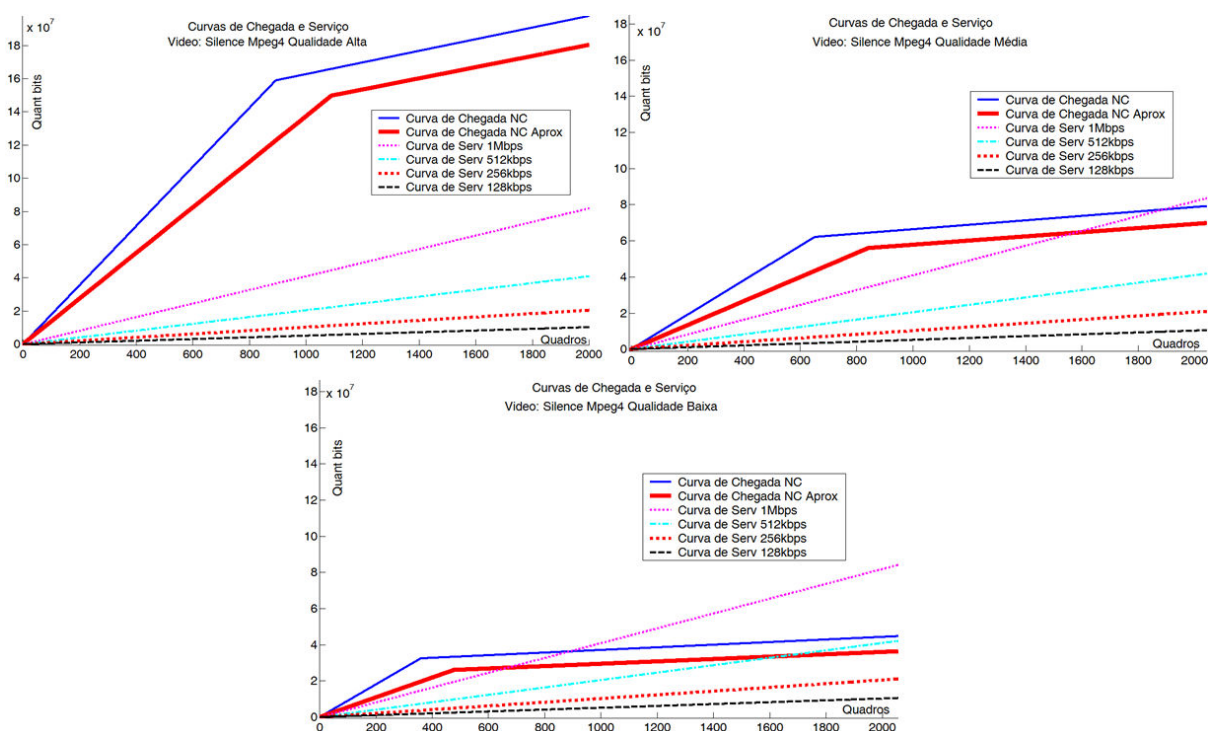 Curvas de Chegada e Serviço
Video: Silence Mpeg4 Qualidade Alta
x 10^7
Quant bits
18
16
14
12
10
8
6
4
2
0
Curva de Chegada NC
Curva de Chegada NC Aprox
Curva de Serv 1Mbps
Curva de Serv 512kbps
Curva de Serv 256kbps
Curva de Serv 128kbps
Quadros
0 200 400 600 800 1000 1200 1400 1600 1800 2000
Curvas de Chegada e Serviço
Video: Silence Mpeg4 Qualidade Média
x 10^7
Quant bits
18
16
14
12
10
8
6
4
2
0
Curva de Chegada NC
Curva de Chegada NC Aprox
Curva de Serv 1Mbps
Curva de Serv 512kbps
Curva de Serv 256kbps
Curva de Serv 128kbps
Quadros
0 200 400 600 800 1000 1200 1400 1600 1800 2000
Curvas de Chegada e Serviço
Video: Silence Mpeg4 Qualidade Baixa
x 10^7
Quant bits
18
16
14
12
10
8
6
4
2
0
Curva de Chegada NC
Curva de Chegada NC Aprox
Curva de Serv 1Mbps
Curva de Serv 512kbps
Curva de Serv 256kbps
Curva de Serv 128kbps
Quadros
0 200 400 600 800 1000 1200 1400 1600 1800 2000